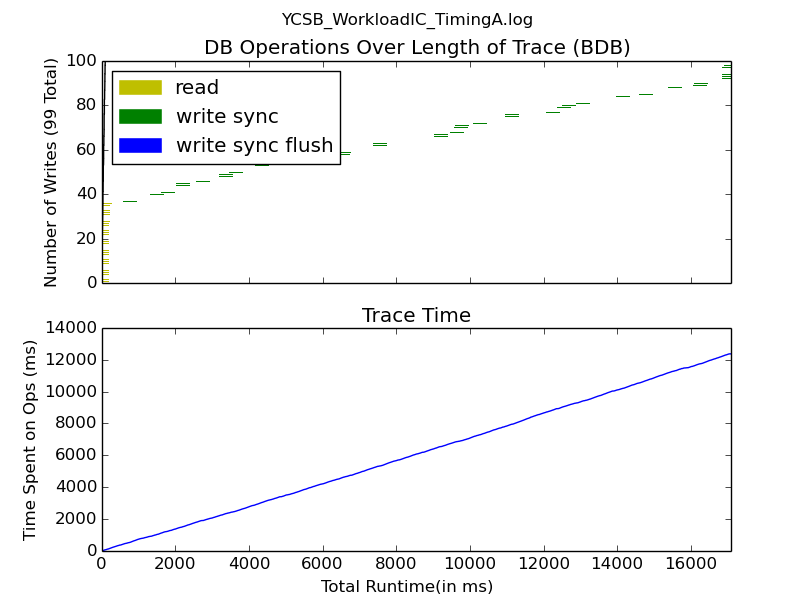 YCSB_WorkloadIC_TimingA.log
DB Operations Over Length of Trace (BDB)
Number of Writes (99 Total)
100
80
60
40
20
0
read
write sync
write sync flush
Trace Time
Time Spent on Ops (ms)
14000
12000
10000
8000
6000
4000
2000
0
0 2000 4000 6000 8000 10000 12000 14000 16000
Total Runtime(in ms)